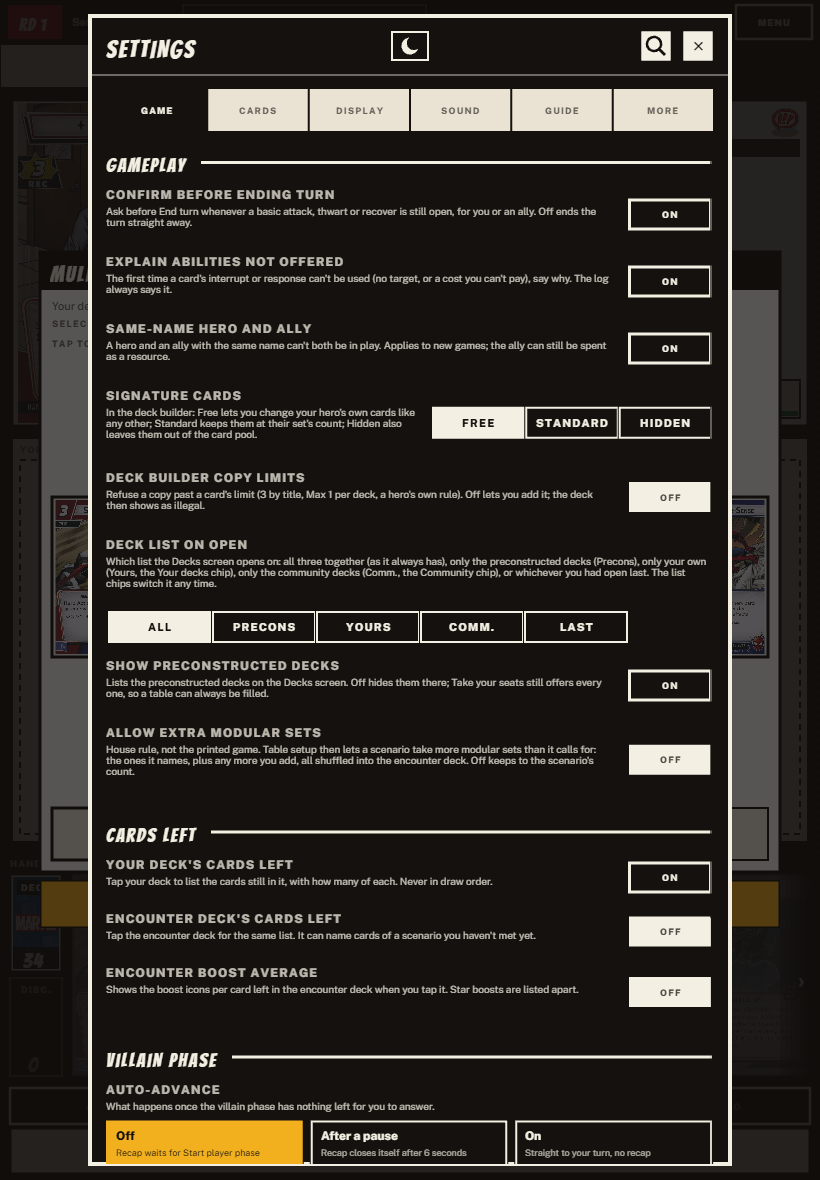 RD 1
SETTINGS
MENU
GAME
CARDS
DISPLAY
SOUND
GUIDE
MORE
GAMEPLAY
CONFIRM BEFORE ENDING TURN
Ask before End turn whenever a basic attack, thwart or recover is still open, for you or an ally. Off ends the
turn straight away.
ON
EXPLAIN ABILITIES NOT OFFERED
The first time a card's interrupt or response can't be used (no target, or a cost you can't pay), say why. The log
always says it.
ON
SAME-NAME HERO AND ALLY
A hero and an ally with the same name can't both be in play. Applies to new games; the ally can still be spent
as a resource.
ON
SIGNATURE CARDS
In the deck builder: Free lets you change your hero's own cards like
any other; Standard keeps them at their set's count; Hidden also
leaves them out of the card pool.
FREE
STANDARD
HIDDEN
DECK BUILDER COPY LIMITS
Refuse a copy past a card's limit (3 by title, Max 1 per deck, a hero's own rule). Off lets you add it; the deck
then shows as illegal.
OFF
DECK LIST ON OPEN
Which list the Decks screen opens on: all three together (as it always has), only the preconstructed decks (Precons), only your own
(Yours, the Your decks chip), only the community decks (Comm., the Community chip), or whichever you had open last. The list
chips switch it any time.
ALL
PRECONS
YOURS
COMM.
LAST
SHOW PRECONSTRUCTED DECKS
Lists the preconstructed decks on the Decks screen. Off hides them there; Take your seats still offers every
one, so a table can always be filled.
ON
ALLOW EXTRA MODULAR SETS
House rule, not the printed game. Table setup then lets a scenario take more modular sets than it calls for:
the ones it names, plus any more you add, all shuffled into the encounter deck. Off keeps to the scenario's
count.
OFF
CARDS LEFT
YOUR DECK'S CARDS LEFT
Tap your deck to list the cards still in it, with how many of each. Never in draw order.
ON
ENCOUNTER DECK'S CARDS LEFT
Tap the encounter deck for the same list. It can name cards of a scenario you haven't met yet.
OFF
ENCOUNTER BOOST AVERAGE
Shows the boost icons per card left in the encounter deck when you tap it. Star boosts are listed apart.
OFF
34
DISC.
0
VILLAIN PHASE
AUTO-ADVANCE
What happens once the villain phase has nothing left for you to answer.
Off
Recap waits for Start player phase
After a pause
Recap closes itself after 6 seconds
On
Straight to your turn, no recap